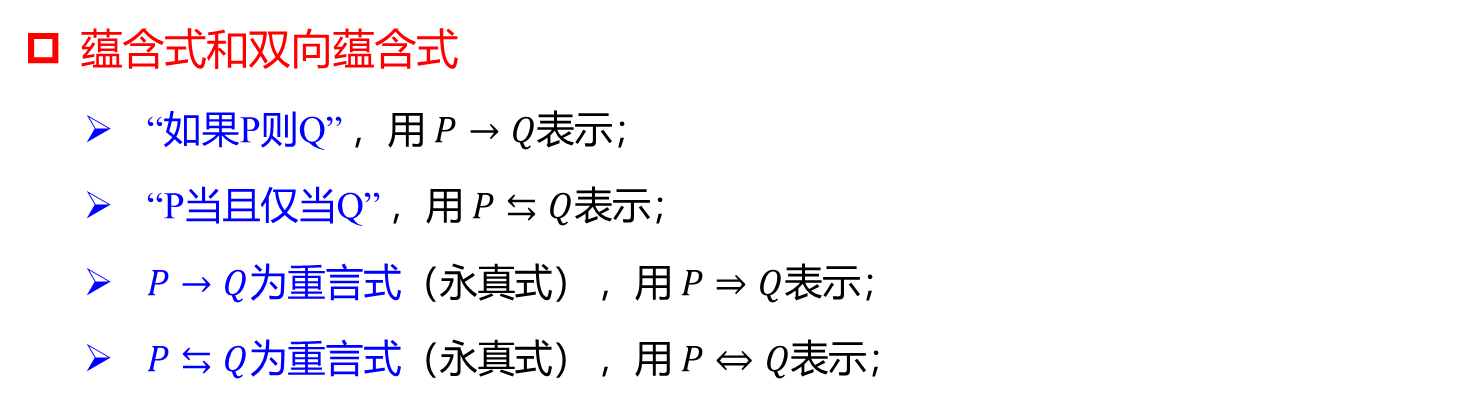 蕴含式和双向蕴含式
“如果P则Q”，用 P → Q表示；
“P当且仅当Q”，用 P ⇆ Q表示；
P → Q为重言式（永真式），用 P ⇒ Q表示；
P ⇆ Q为重言式（永真式），用 P ⇔ Q表示；